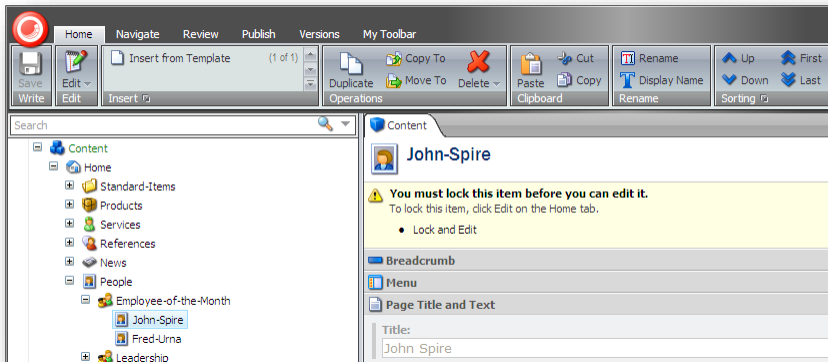 Home Navigate Review Publish Versions My Toolbar
Save
Write
Edit
Edit
Insert from Template (1 of 1)
Insert
Duplicate
Copy To
Move To
Delete
Operations
Paste
Cut
Copy
Clipboard
Rename
Display Name
Rename
Up
Down
First
Last
Sorting
Search
Content
Home
Standard-Items
Products
Services
References
News
People
Employee-of-the-Month
John-Spire
Fred-Urna
Leadership
Content
John-Spire
You must lock this item before you can edit it.
To lock this item, click Edit on the Home tab.
• Lock and Edit
Breadcrumb
Menu
Page Title and Text
Title:
John Spire